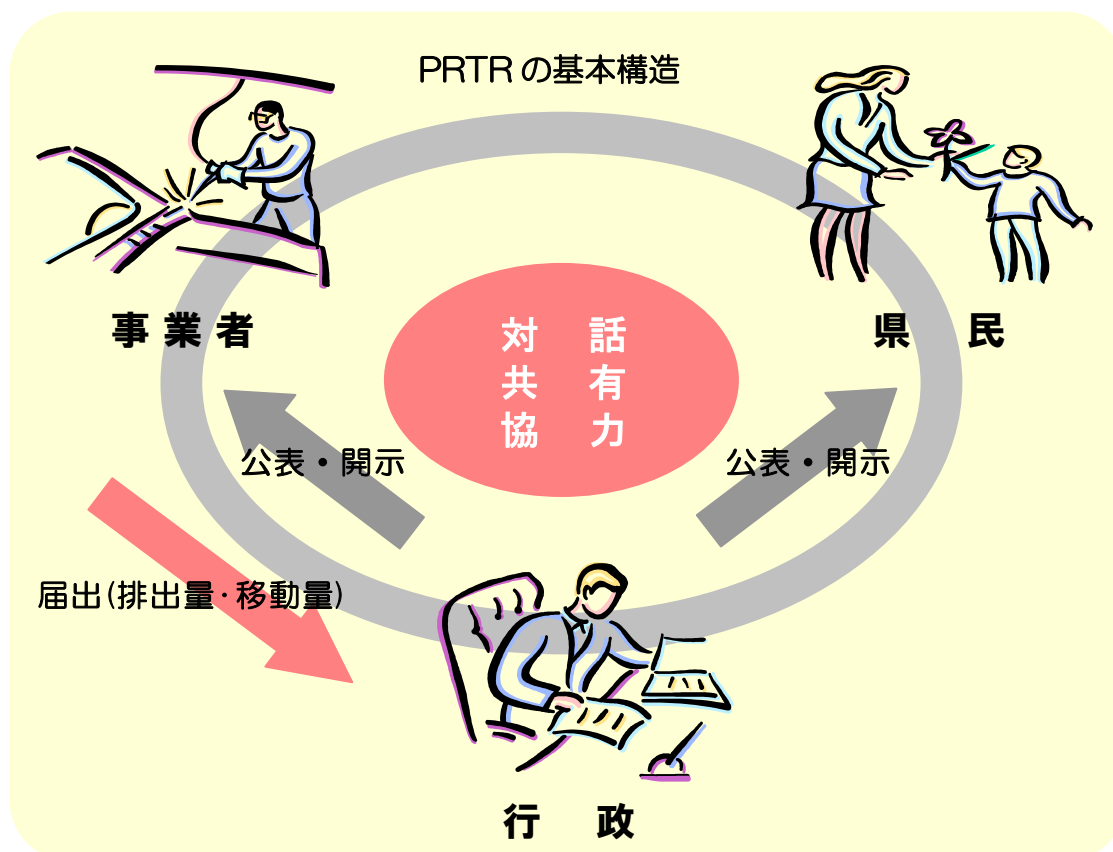 PRTRの基本構造
事業者
県民
対話
共有
協力
公表・開示
公表・開示
届出(排出量・移動量)
行政